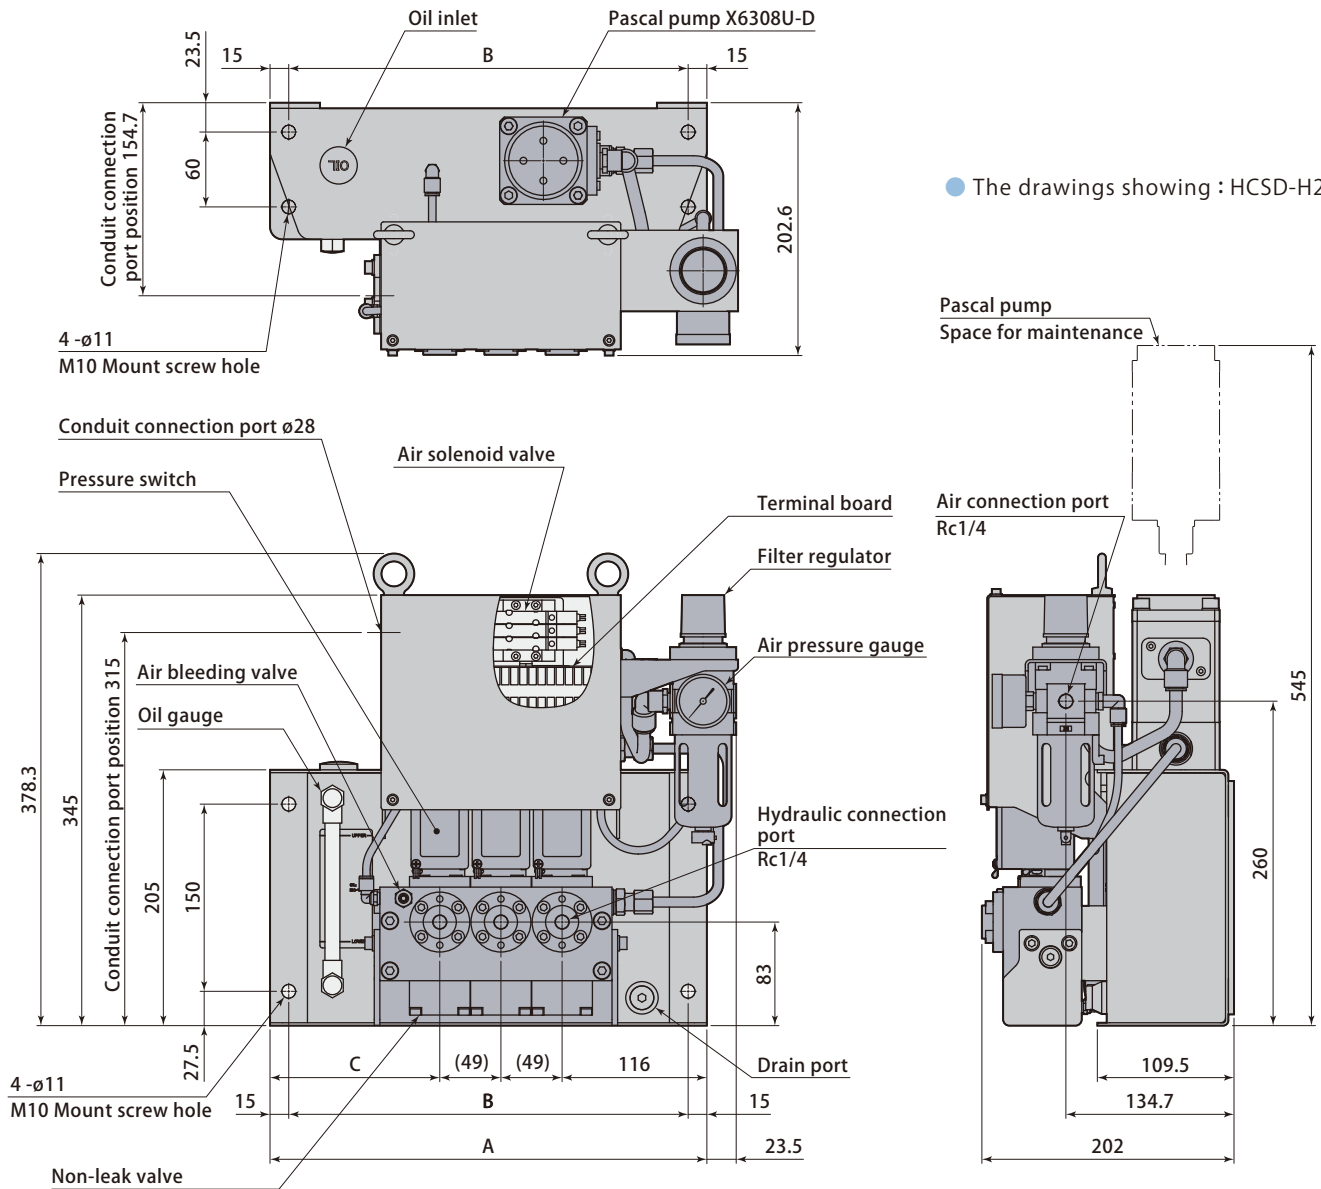 Oil inlet
Pascal pump X6308U-D
23.5
15
B
15
Conduit connection
port position 154.7
60
OIL
202.6
The drawings showing : HCSD-H2
4 -ø11
M10 Mount screw hole
Pascal pump
Space for maintenance
Conduit connection port ø28
Air solenoid valve
Pressure switch
Terminal board
Air connection port
Rc1/4
Filter regulator
Air bleeding valve
Air pressure gauge
Oil gauge
378.3
345
Conduit connection port position 315
205
150
27.5
UPPER
LOWER
Hydraulic connection
port
Rc1/4
83
545
260
C
(49)
(49)
116
Drain port
109.5
4 -ø11
M10 Mount screw hole
15
B
15
134.7
A
23.5
202
Non-leak valve